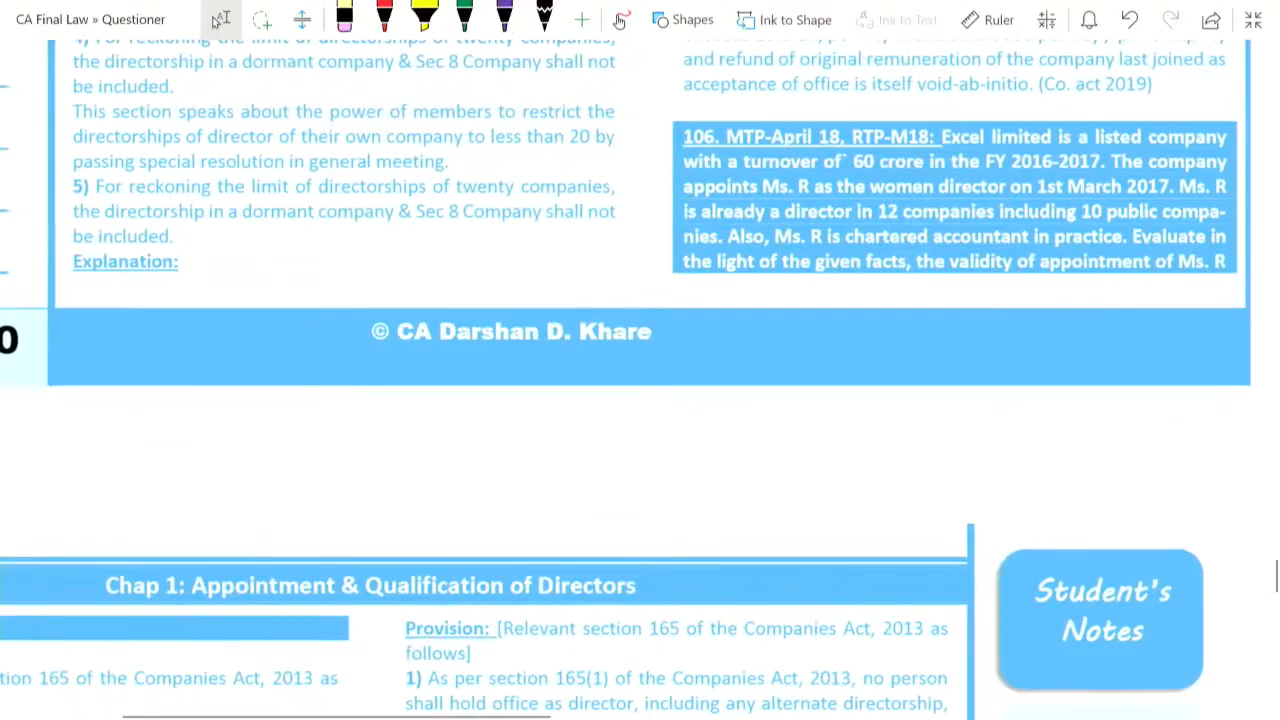 CA Final Law » Questioner
Shapes
Ink to Shape
Ink to Text
Ruler
4) For reckoning the limit of directorships of twenty companies,
the directorship in a dormant company & Sec 8 Company shall not
be included.
This section speaks about the power of members to restrict the
directorships of director of their own company to less than 20 by
passing special resolution in general meeting.
5) For reckoning the limit of directorships of twenty companies,
the directorship in a dormant company & Sec 8 Company shall not
be included.
Explanation:
and refund of original remuneration of the company last joined as
acceptance of office is itself void-ab-initio. (Co. act 2019)
106. MTP-April 18, RTP-M18: Excel limited is a listed company
with a turnover of` 60 crore in the FY 2016-2017. The company
appoints Ms. R as the women director on 1st March 2017. Ms. R
is already a director in 12 companies including 10 public compa-
nies. Also, Ms. R is chartered accountant in practice. Evaluate in
the light of the given facts, the validity of appointment of Ms. R
0
© CA Darshan D. Khare
Chap 1: Appointment & Qualification of Directors
tion 165 of the Companies Act, 2013 as
Provision: [Relevant section 165 of the Companies Act, 2013 as
follows]
1) As per section 165(1) of the Companies Act, 2013, no person
shall hold office as director, including any alternate directorship,
Student's
Notes